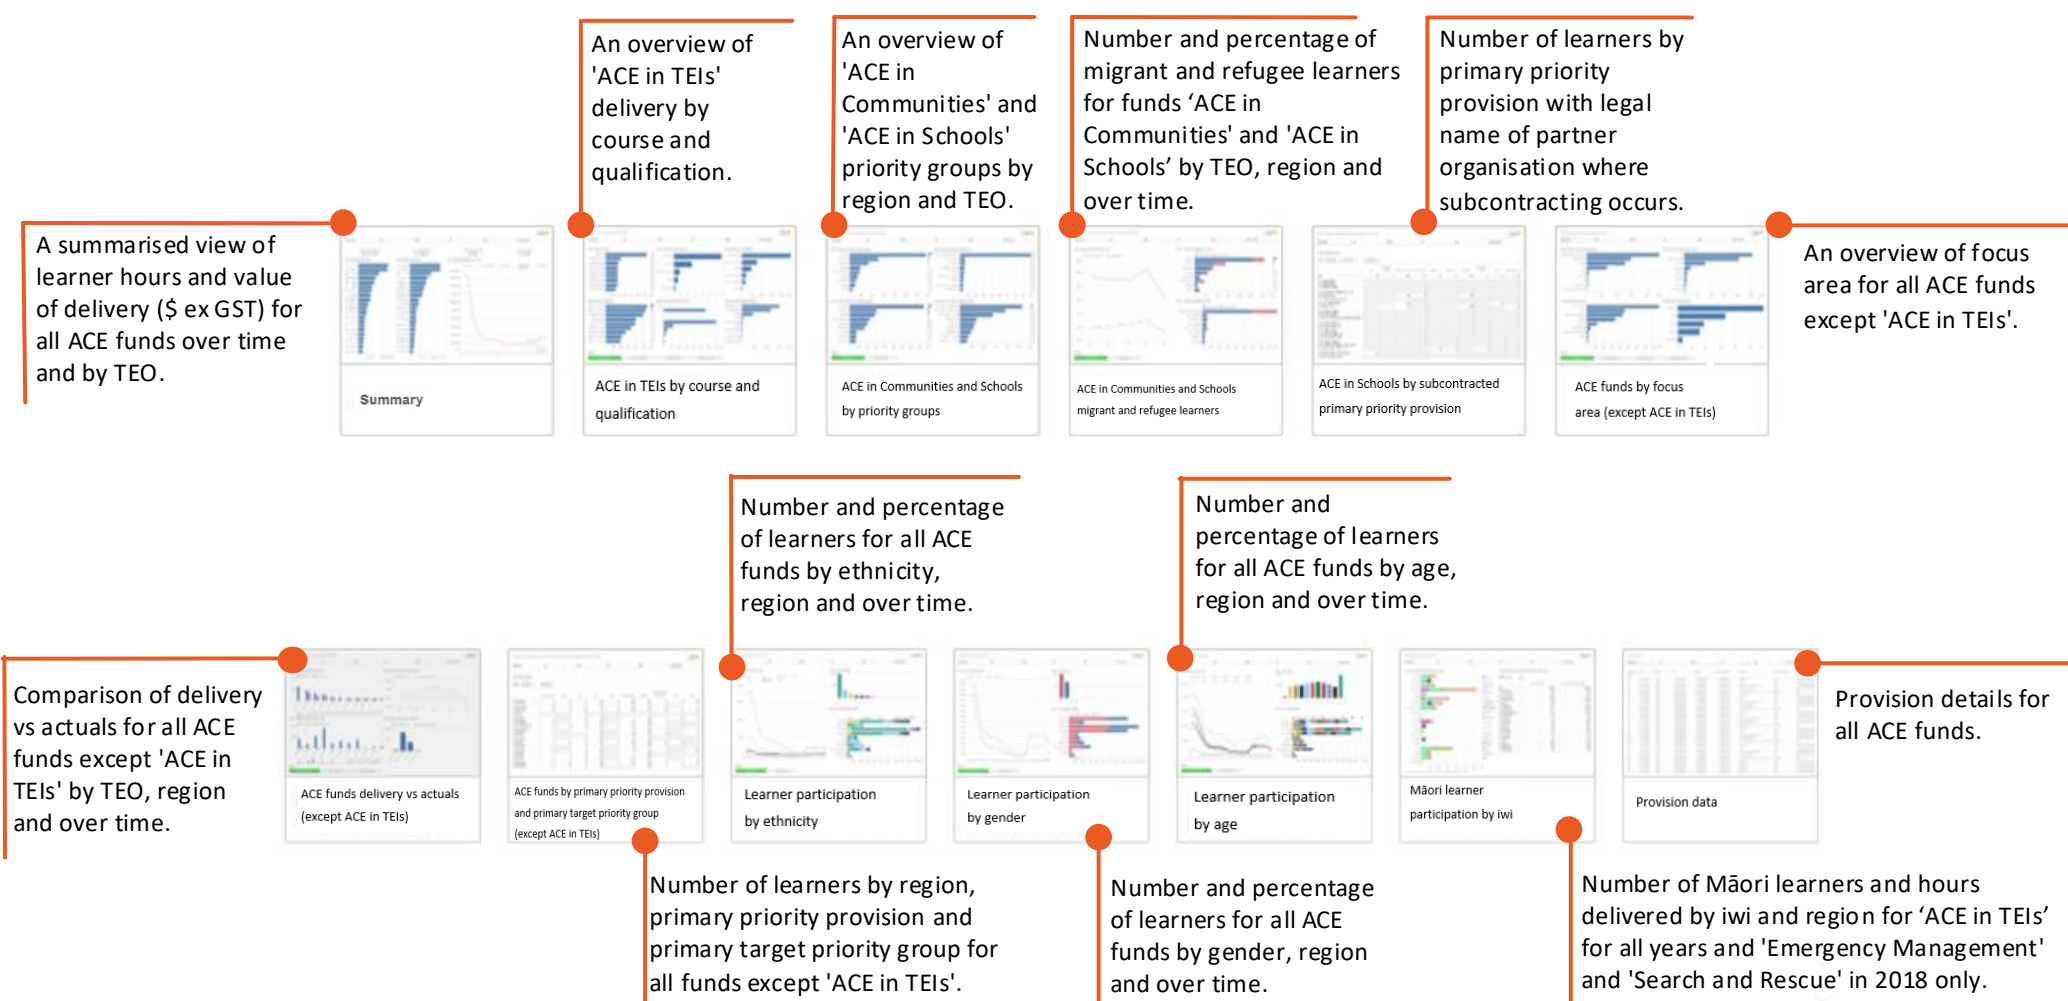 An overview of
'ACE in TEIs'
delivery by
course and
qualification.
An overview of
'ACE in
Communities' and
'ACE in Schools'
priority groups by
region and TEO.
Number and percentage of
migrant and refugee learners
for funds ‘ACE in
Communities' and 'ACE in
Schools’ by TEO, region and
over time.
Number of learners by
primary priority
provision with legal
name of partner
organisation where
subcontracting occurs.
A summarised view of
learner hours and value
of delivery ($ ex GST) for
all ACE funds over time
and by TEO.
An overview of focus
area for all ACE funds
except 'ACE in TEIs'.
Summary
ACE in TEIs by course and
qualification
ACE in Communities and Schools
by priority groups
ACE in Communities and Schools
migrant and refugee learners
ACE in Schools by subcontracted
primary priority provision
ACE funds by focus
area (except ACE in TEIs)
Number and percentage
of learners for all ACE
funds by ethnicity,
region and over time.
Number and
percentage of learners
for all ACE funds by age,
region and over time.
Comparison of delivery
vs actuals for all ACE
funds except 'ACE in
TEIs' by TEO, region
and over time.
Provision details for
all ACE funds.
ACE funds delivery vs actuals
(except ACE in TEIs)
ACE funds by primary priority provision
and primary target priority group
(except ACE in TEIs)
Learner participation
by ethnicity
Learner participation
by gender
Learner participation
by age
Māori learner
participation by iwi
Provision data
Number of learners by region,
primary priority provision and
primary target priority group for
all funds except 'ACE in TEIs'.
Number and percentage
of learners for all ACE
funds by gender, region
and over time.
Number of Māori learners and hours
delivered by iwi and region for ‘ACE in TEIs’
for all years and 'Emergency Management'
and 'Search and Rescue' in 2018 only.